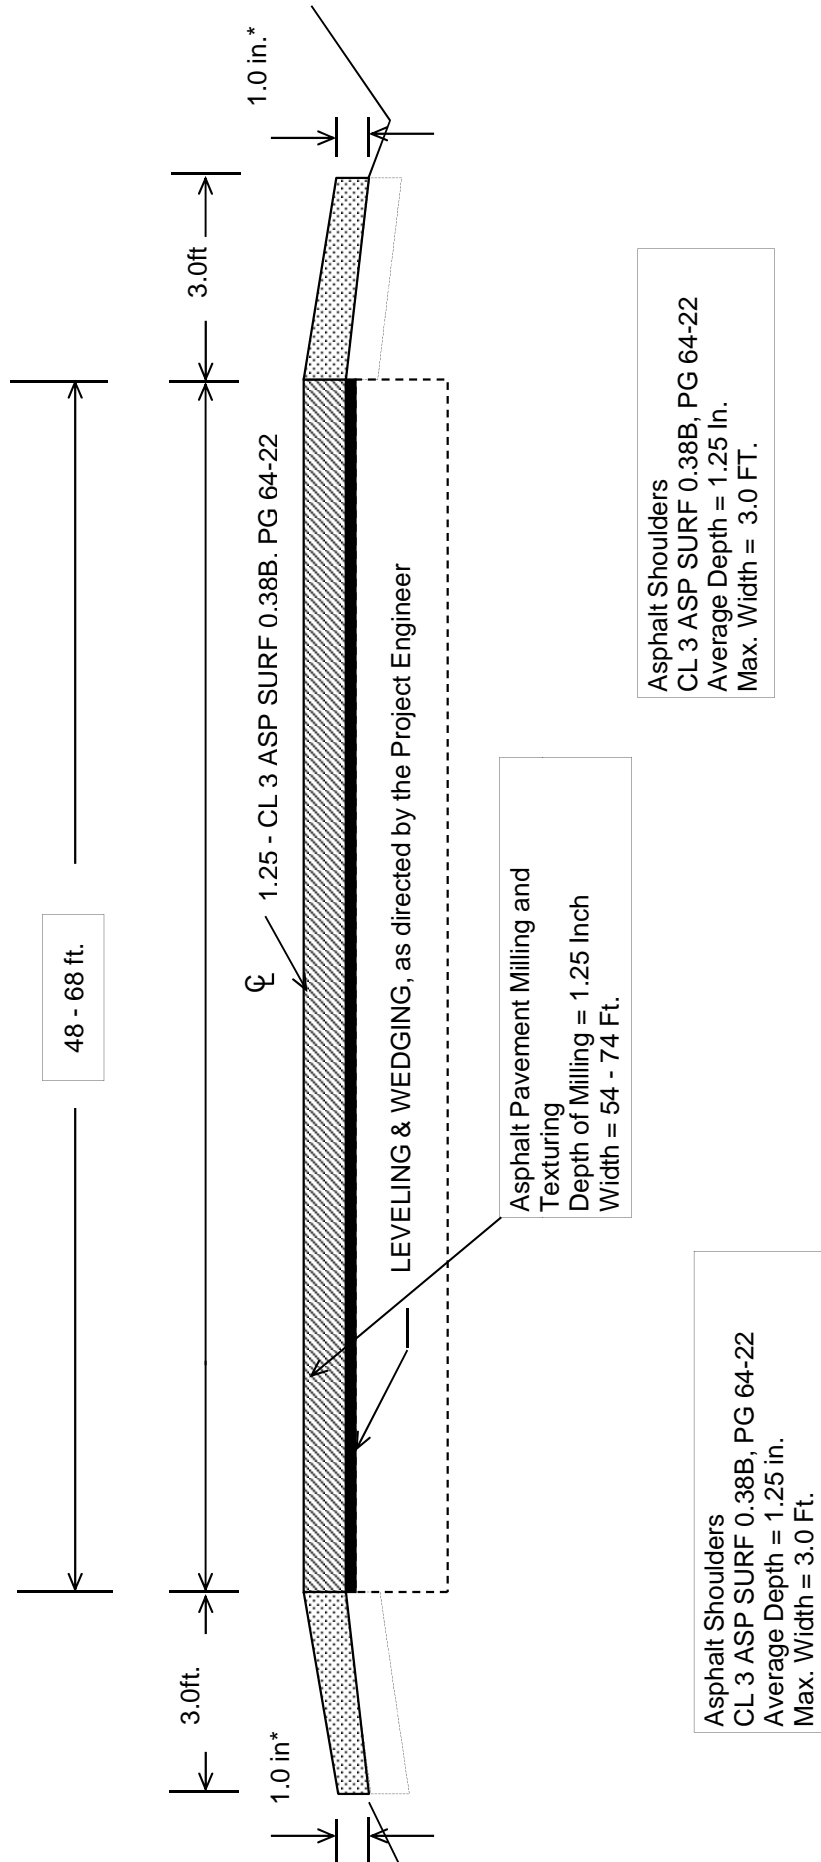 48 - 68 ft.
3.0ft.
3.0ft
1.0 in*
1.0 in.*
℄
1.25 - CL 3 ASP SURF 0.38B. PG 64-22
LEVELING & WEDGING, as directed by the Project Engineer
Asphalt Pavement Milling and
Texturing
Depth of Milling = 1.25 Inch
Width = 54 - 74 Ft.
Asphalt Shoulders
CL 3 ASP SURF 0.38B, PG 64-22
Average Depth = 1.25 in.
Max. Width = 3.0 Ft.
Asphalt Shoulders
CL 3 ASP SURF 0.38B, PG 64-22
Average Depth = 1.25 In.
Max. Width = 3.0 FT.